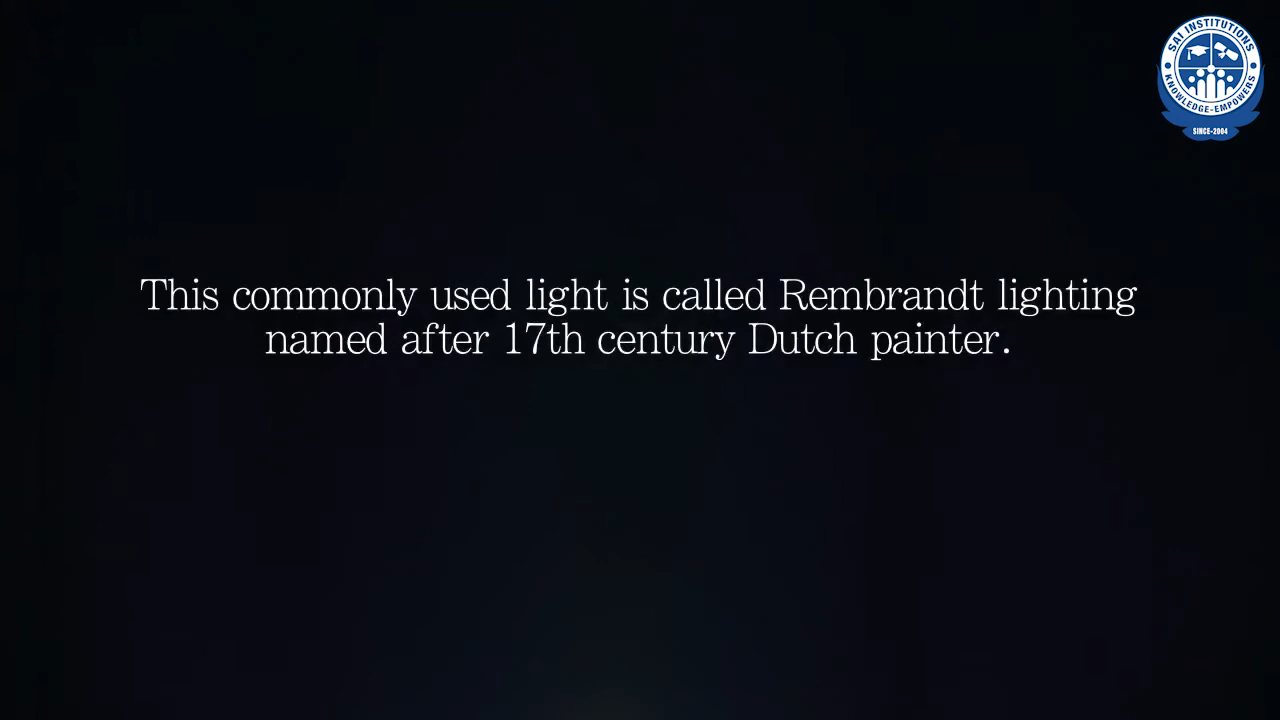 SAI INSTITUTIONS
KNOWLEDGE-EMPOWERS
SINCE-2004
This commonly used light is called Rembrandt lighting
named after 17th century Dutch painter.